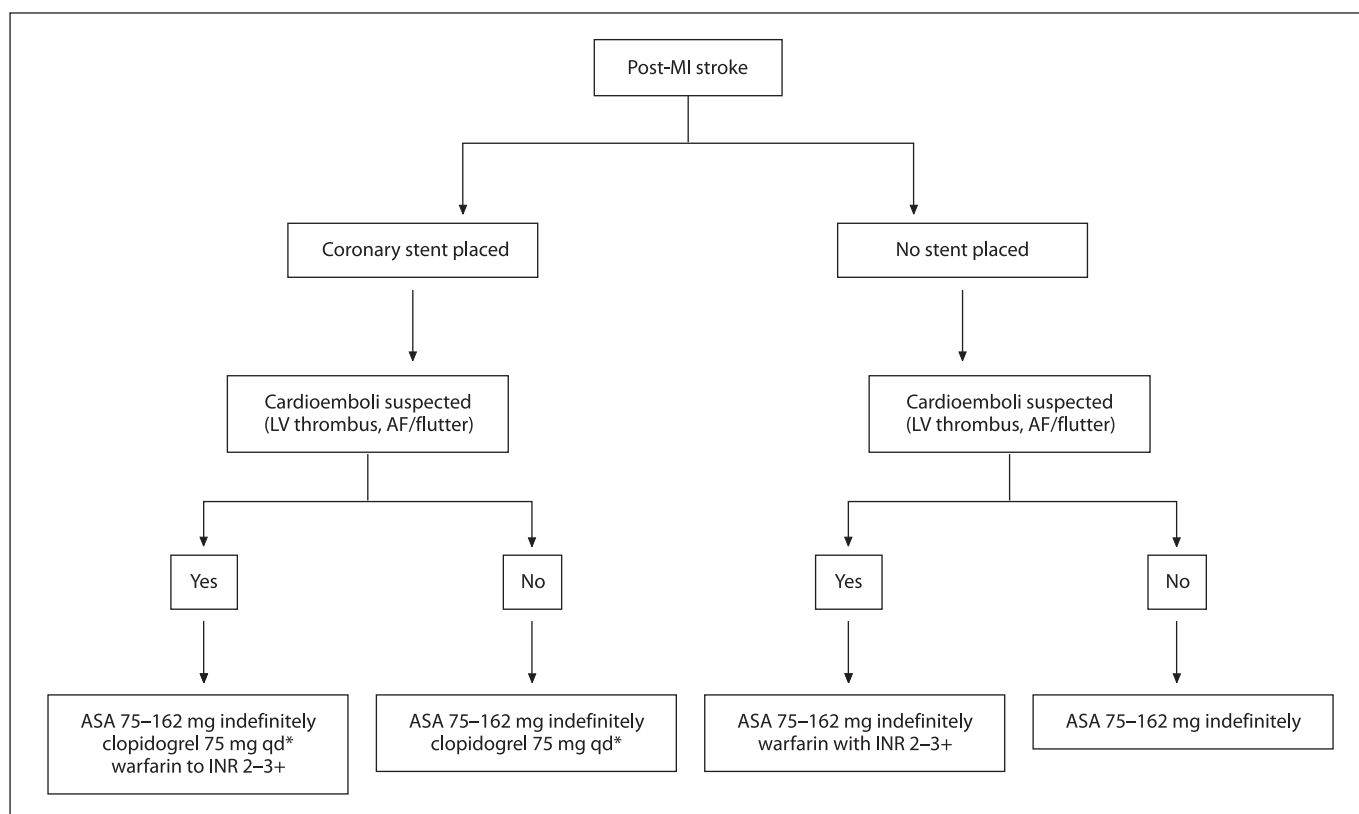 Post-MI stroke
Coronary stent placed
No stent placed
Cardioemboli suspected
(LV thrombus, AF/flutter)
Cardioemboli suspected
(LV thrombus, AF/flutter)
Yes
No
Yes
No
ASA 75–162 mg indefinitely
clopidogrel 75 mg qd*
warfarin to INR 2–3+
ASA 75–162 mg indefinitely
clopidogrel 75 mg qd*
ASA 75–162 mg indefinitely
warfarin with INR 2–3+
ASA 75–162 mg indefinitely